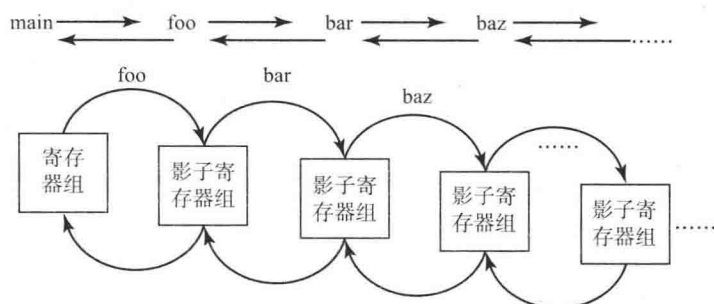 main foo bar baz ……
foo bar baz ……
寄存
器组
影子寄
存器组
影子寄
存器组
影子寄
存器组
影子寄
存器组
……